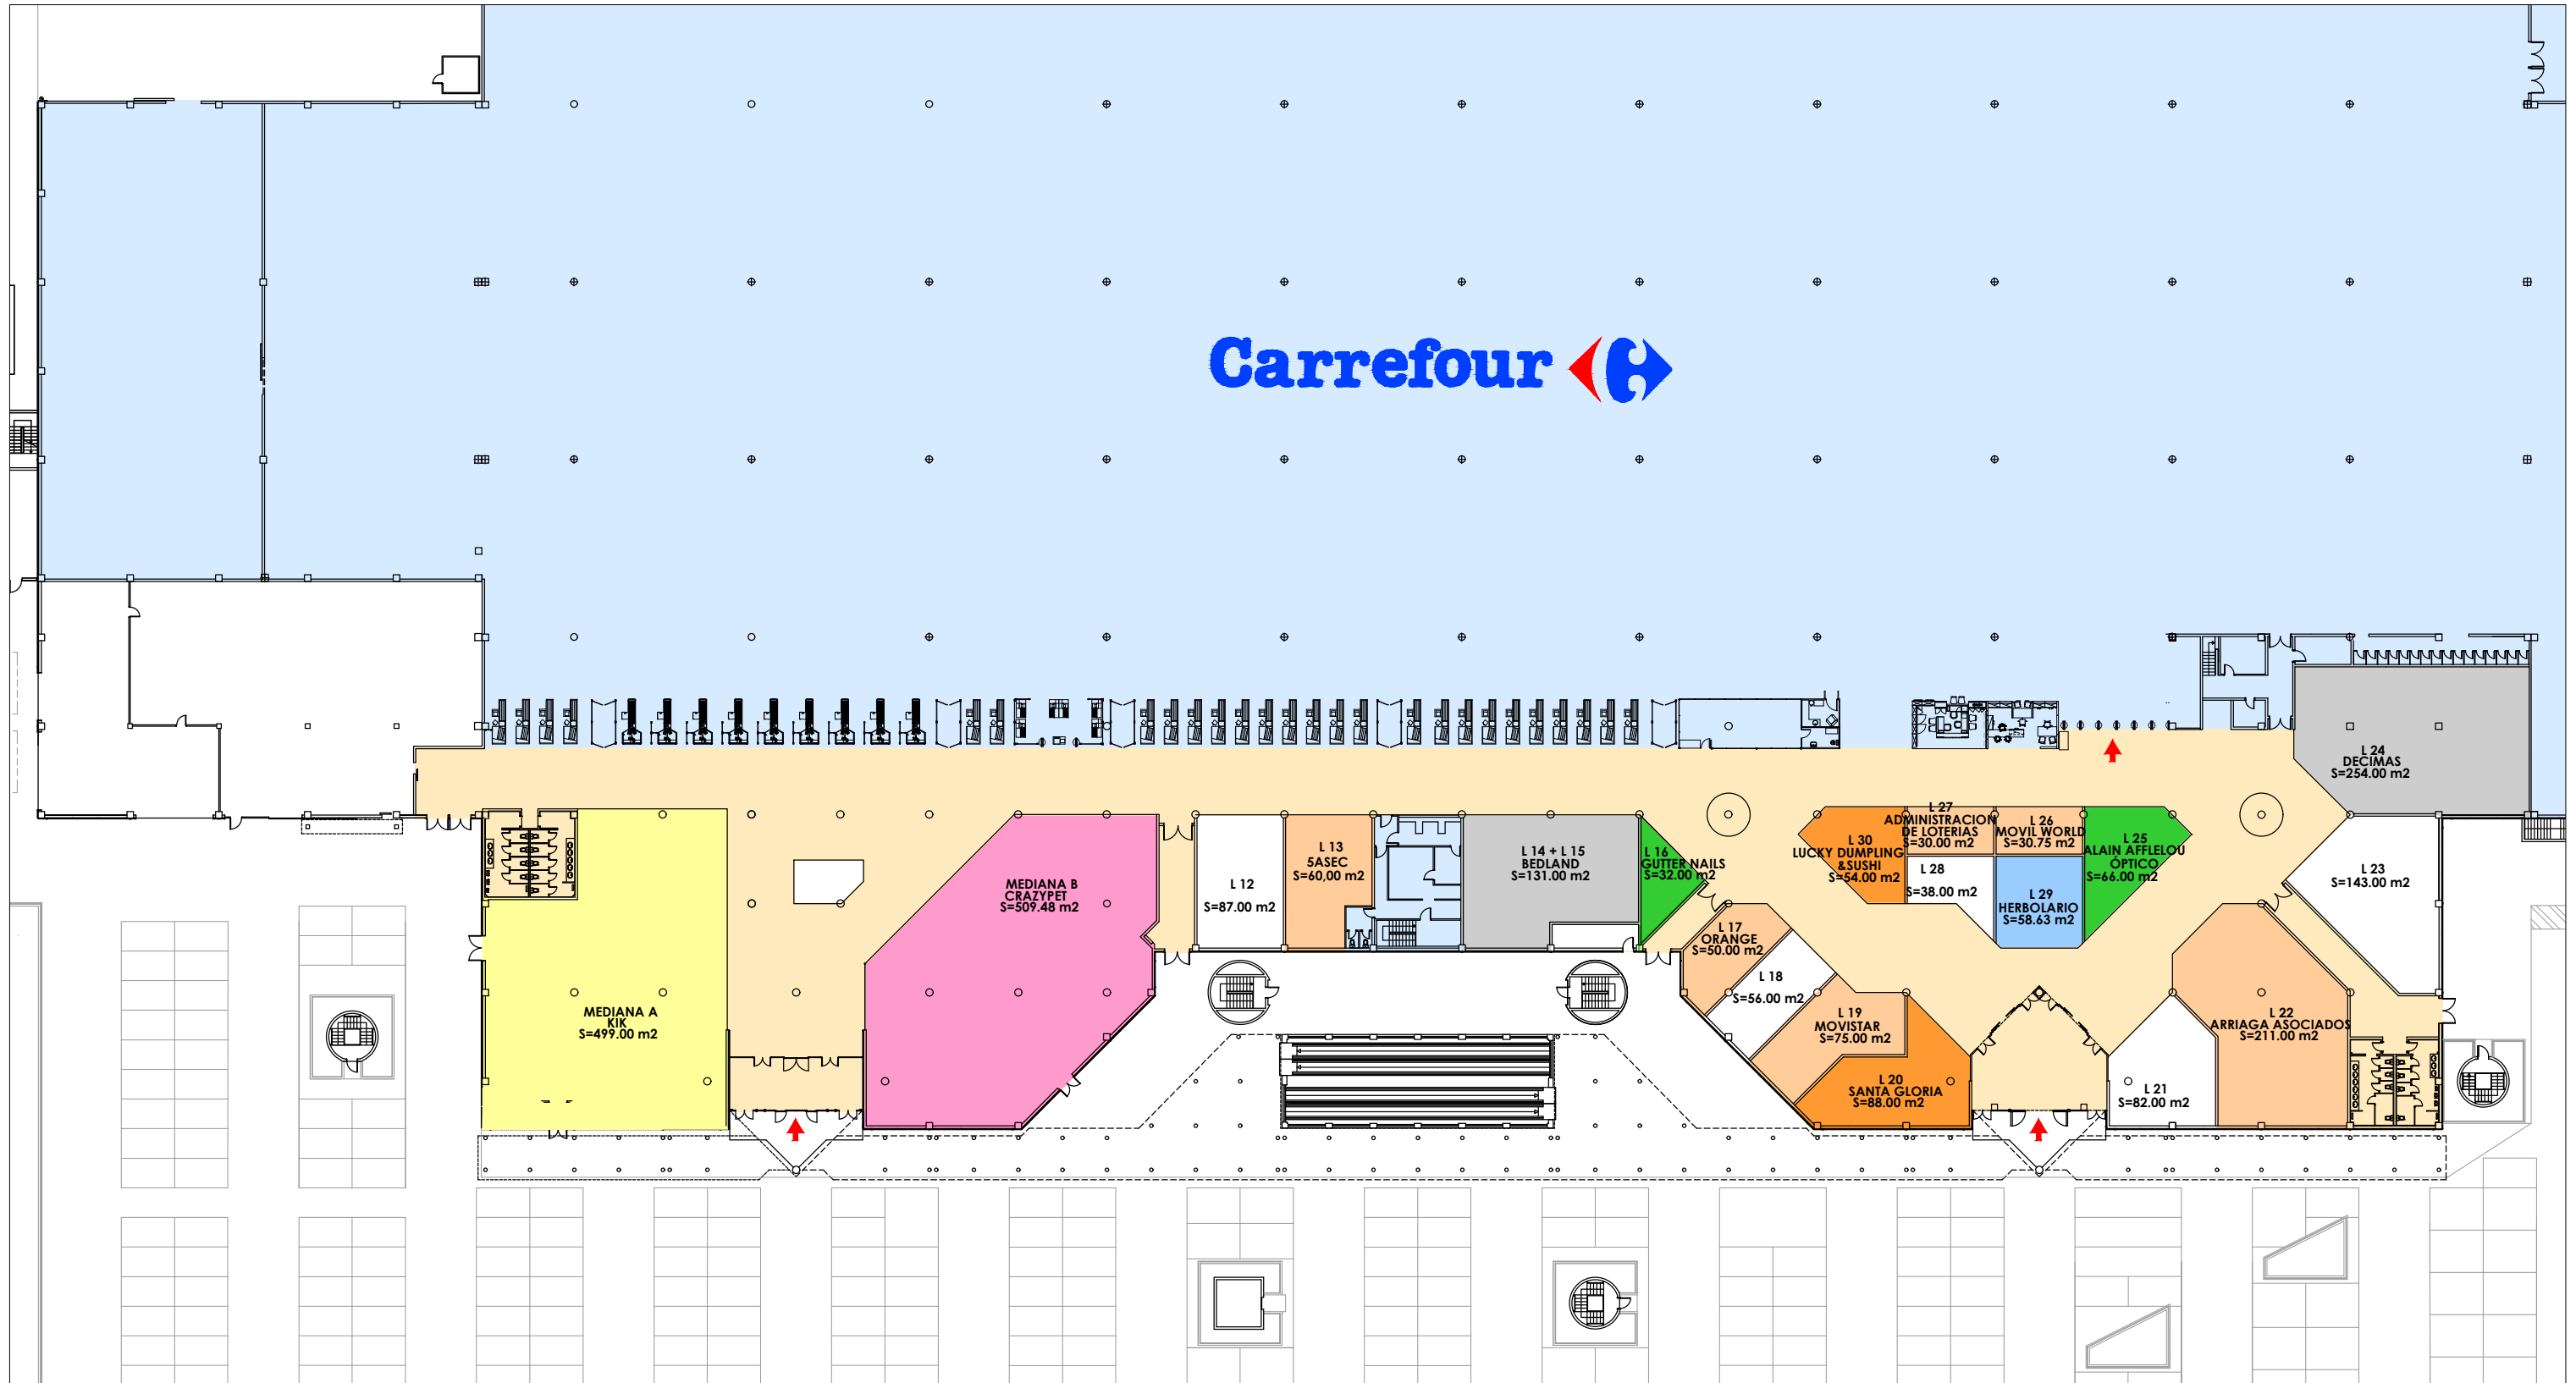 Carrefour
L 24
DECIMAS
S=254.00 m2
MEDIANA B
CRAZYPET
S=509.48 m2
L 12
S=87.00 m2
L 13
5ASEC
S=60,00 m2
L 14 + L 15
BEDLAND
S=131.00 m2
L 16
GUTTER NAILS
S=32.00 m2
L 30
LUCKY DUMPLING
&SUSHI
S=54.00 m2
L 27
ADMINISTRACION
DE LOTERIAS
S=30.00 m2
L 26
MOVIL WORLD
S=30.75 m2
L 25
ALAIN AFFLELOU
ÓPTICO
S=66.00 m2
L 28
S=38.00 m2
L 29
HERBOLARIO
S=58.63 m2
L 23
S=143.00 m2
L 17
ORANGE
S=50.00 m2
L 18
S=56.00 m2
MEDIANA A
KIK
S=499.00 m2
L 19
MOVISTAR
S=75.00 m2
L 22
ARRIAGA ASOCIADOS
S=211.00 m2
L 20
SANTA GLORIA
S=88.00 m2
L 21
S=82.00 m2